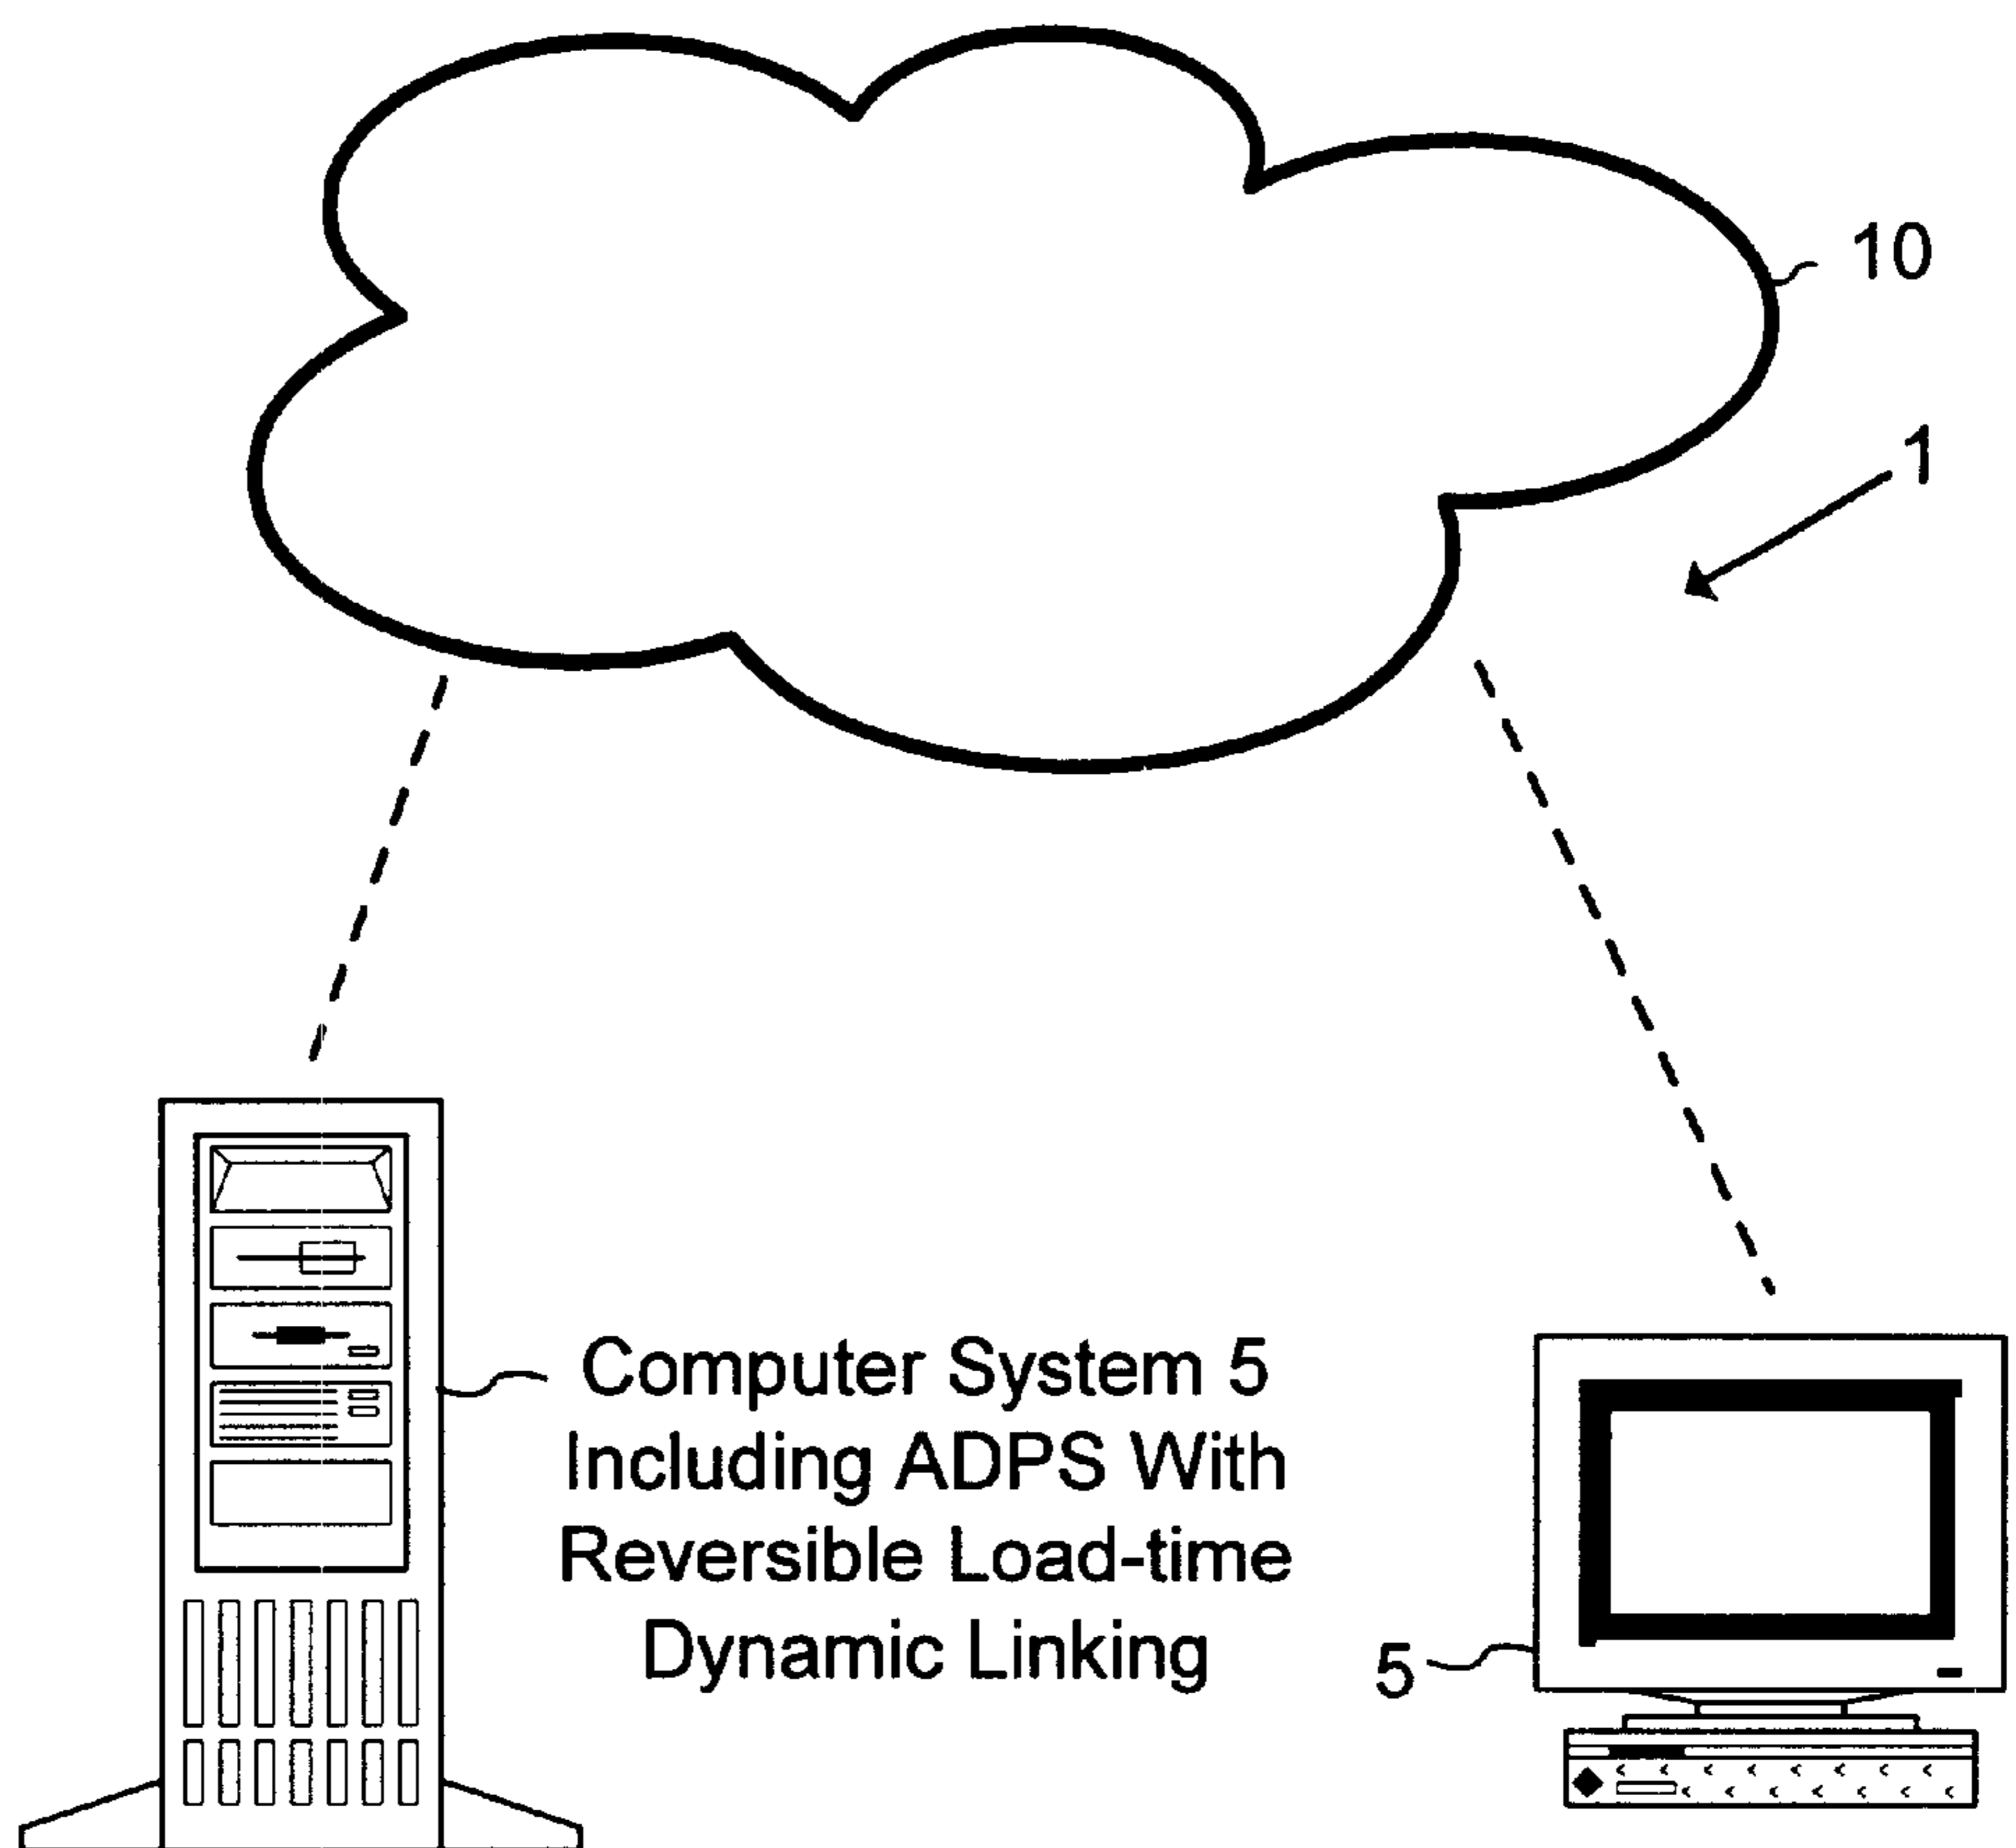 10
1
Computer System 5
Including ADPS With
Reversible Load-time
Dynamic Linking
5